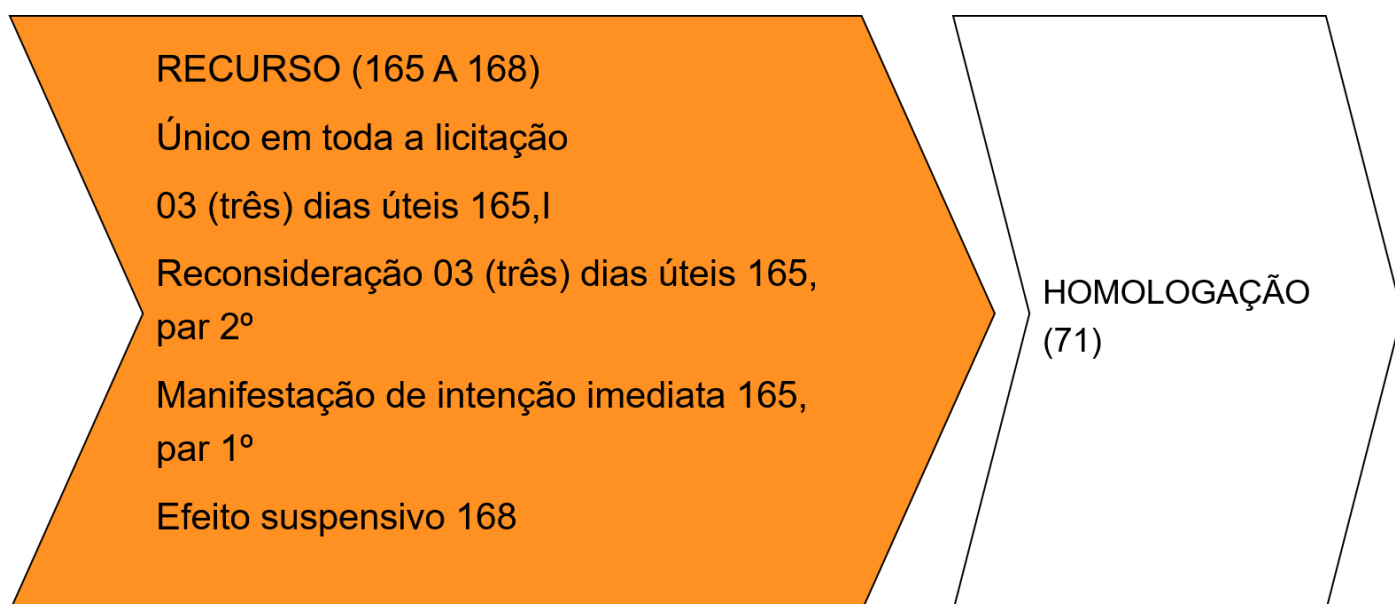 RECURSO (165 A 168)
Único em toda a licitação
03 (três) dias úteis 165,I
Reconsideração 03 (três) dias úteis 165,
par 2º
Manifestação de intenção imediata 165,
par 1º
Efeito suspensivo 168
HOMOLOGAÇÃO
(71)